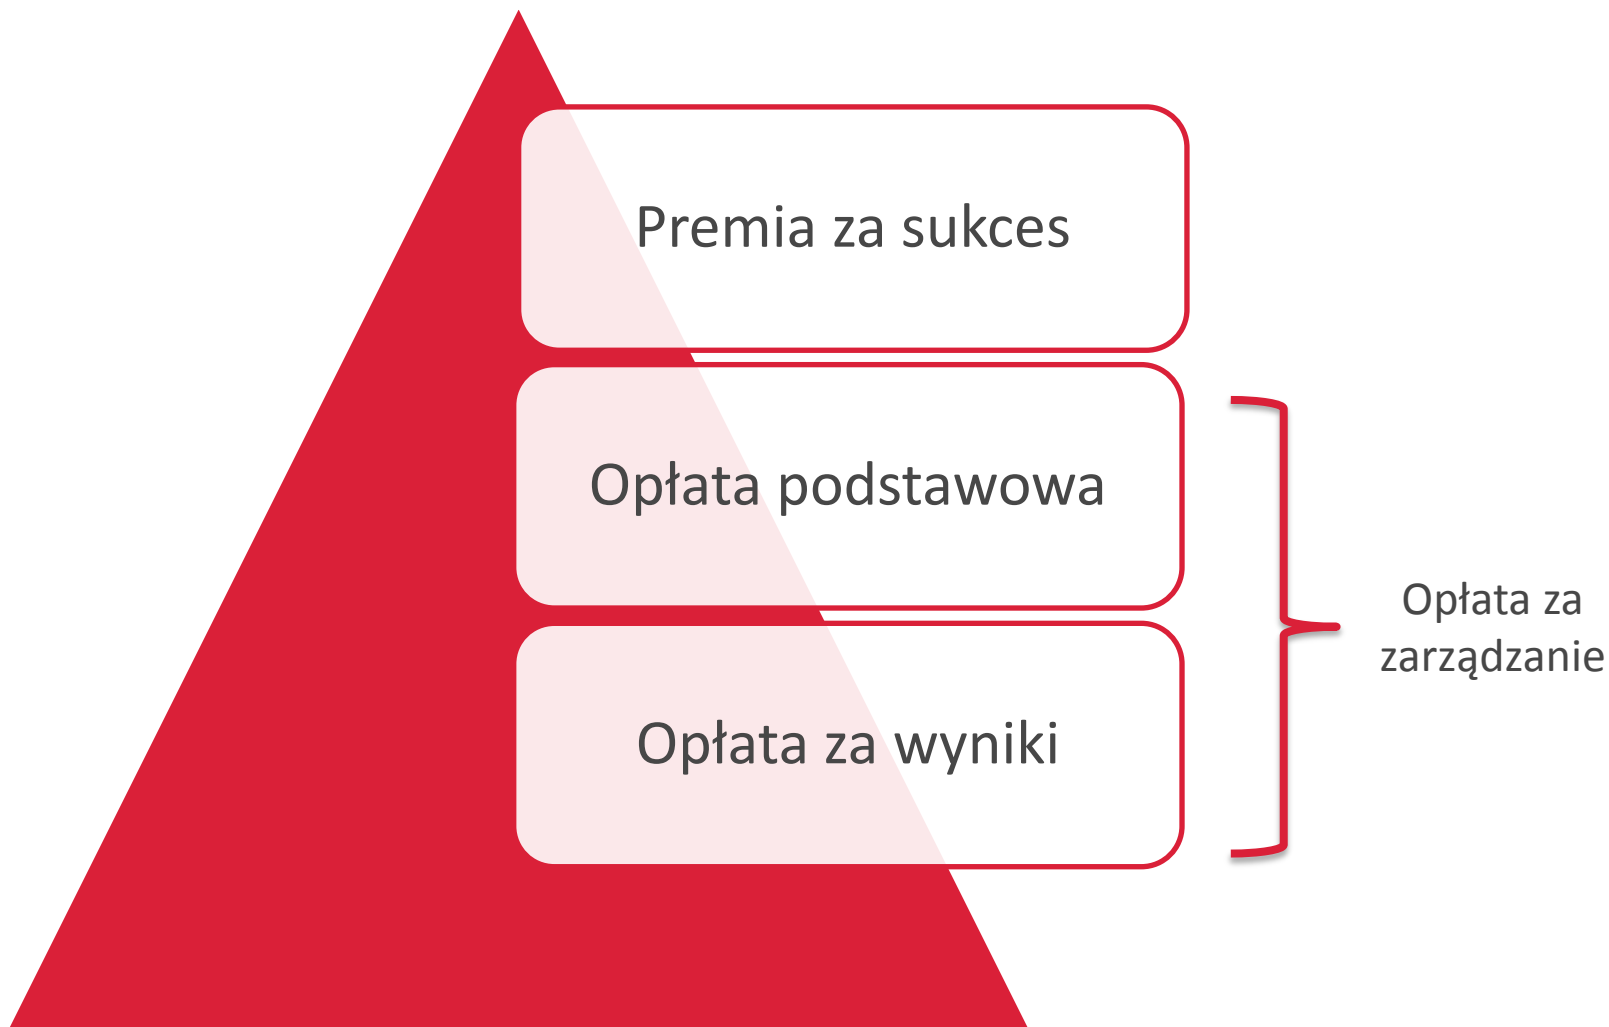 Premia za sukces
Opłata podstawowa
Opłata za wyniki
Opłata za
zarządzanie